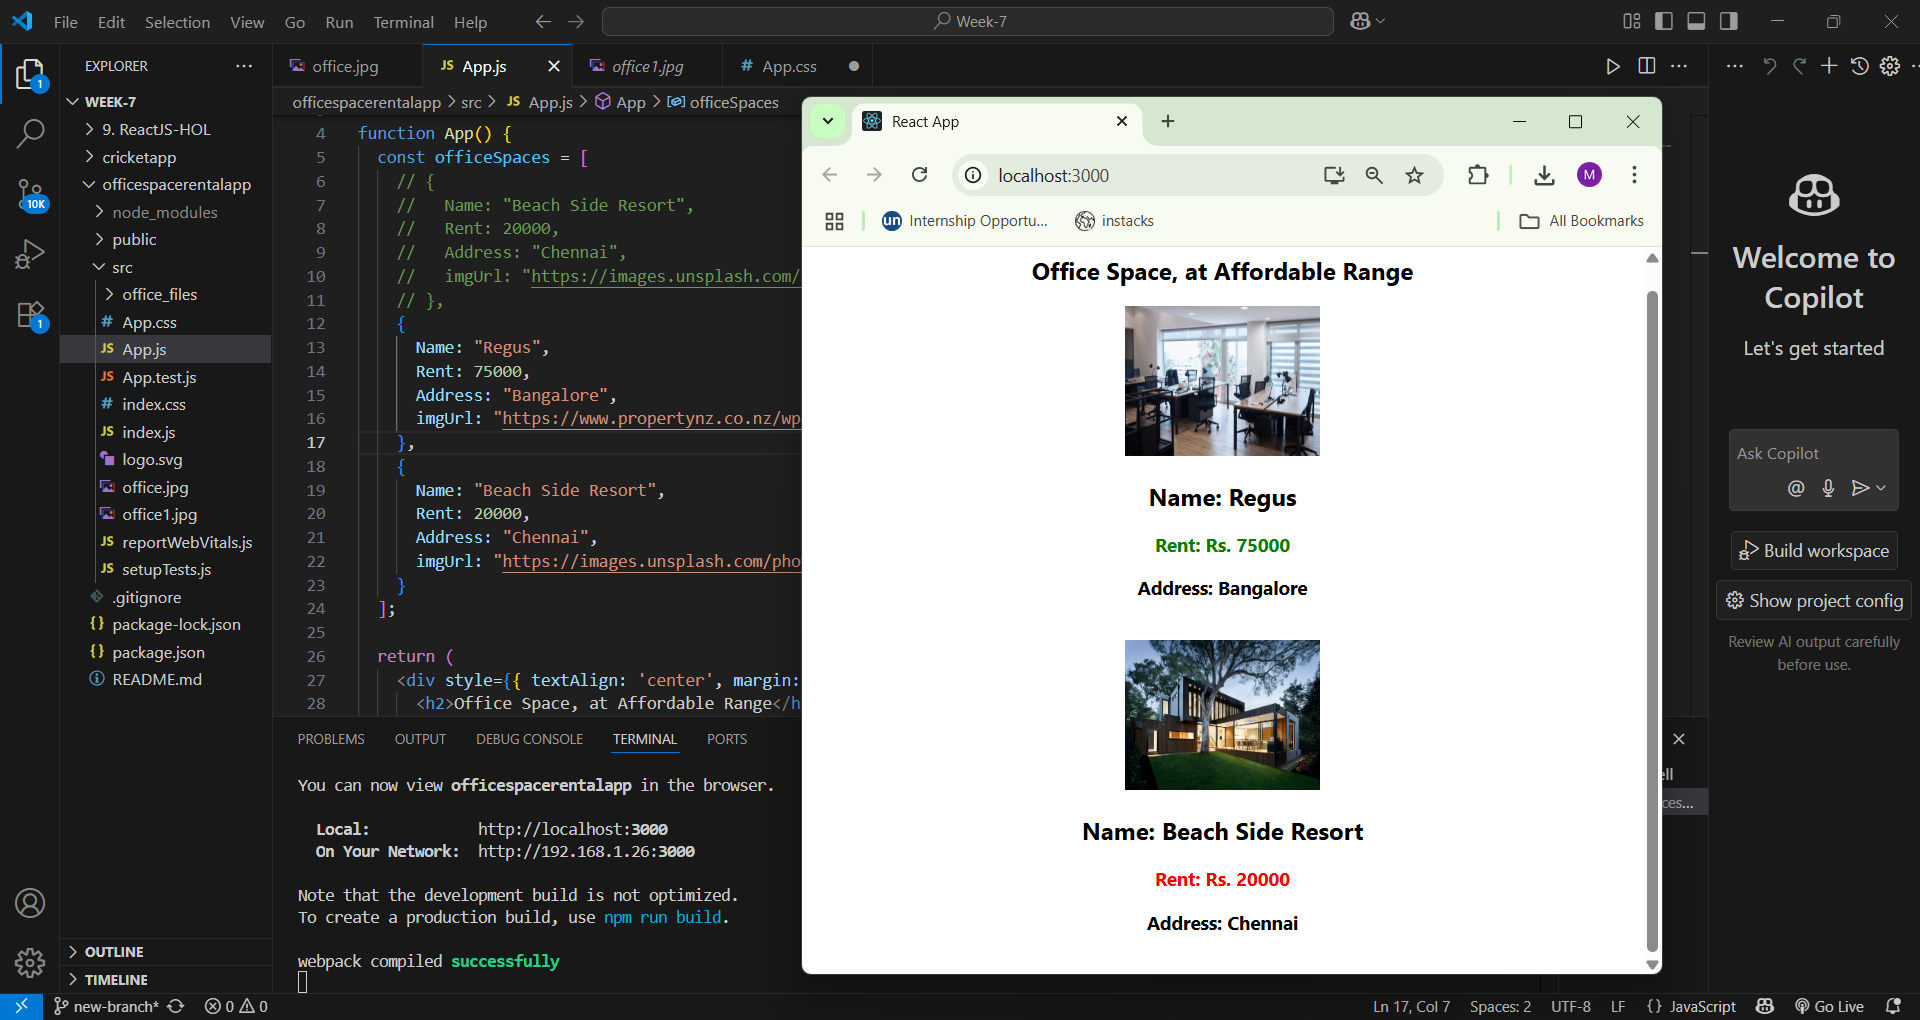 File Edit Selection View Go Run Terminal Help
Week-7
EXPLORER
WEEK-7
9. ReactJS-HOL
cricketapp
officespacerentalapp
node_modules
public
src
office_files
App.css
App.js
App.test.js
index.css
index.js
logo.svg
office.jpg
office1.jpg
reportWebVitals.js
setupTests.js
.gitignore
package-lock.json
package.json
README.md
OUTLINE
TIMELINE
1
10K
1
office.jpg
JS App.js
office1.jpg
# App.css
officespacerentalapp > src > JS App.js > App > officeSpaces
4 function App() {
5 const officeSpaces = [
6 // {
7 // Name: "Beach Side Resort",
8 // Rent: 20000,
9 // Address: "Chennai",
10 // imgUrl: "https://images.unsplash.com/
11 // },
12 {
13 Name: "Regus",
14 Rent: 75000,
15 Address: "Bangalore",
16 imgUrl: "https://www.propertynz.co.nz/wp
17 },
18 {
19 Name: "Beach Side Resort",
20 Rent: 20000,
21 Address: "Chennai",
22 imgUrl: "https://images.unsplash.com/pho
23 }
24 ];
25
26 return (
27 <div style={{ textAlign: 'center', margin:
28 <h2>Office Space, at Affordable Range</h
PROBLEMS OUTPUT DEBUG CONSOLE TERMINAL PORTS
You can now view officespacerentalapp in the browser.
Local: http://localhost:3000
On Your Network: http://192.168.1.26:3000
Note that the development build is not optimized.
To create a production build, use npm run build.
webpack compiled successfully
React App
localhost:3000
M
Internship Opportu...
instacks
All Bookmarks
Office Space, at Affordable Range
Name: Regus
Rent: Rs. 75000
Address: Bangalore
Name: Beach Side Resort
Rent: Rs. 20000
Address: Chennai
Welcome to
Copilot
Let's get started
Ask Copilot
Build workspace
Show project config
Review AI output carefully
before use.
ell
ces...
new-branch* 0 0
Ln 17, Col 7 Spaces: 2 UTF-8 LF {} JavaScript Go Live